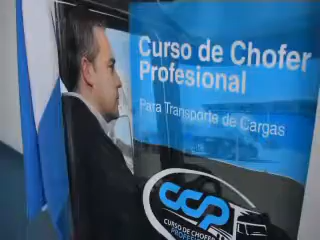 Curso de Chofer
Profesional
Para Transporte de Cargas
CCP
CURSO DE CHOFER